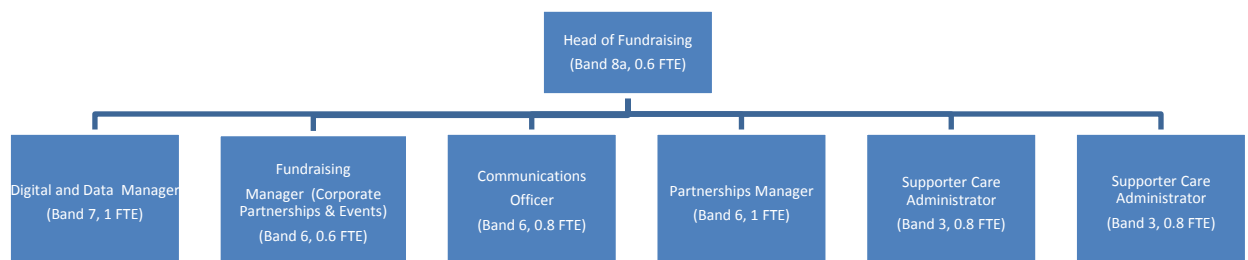 Head of Fundraising
(Band 8a, 0.6 FTE)
Digital and Data Manager
(Band 7, 1 FTE)
Fundraising
Manager (Corporate
Partnerships & Events)
(Band 6, 0.6 FTE)
Communications
Officer
(Band 6, 0.8 FTE)
Partnerships Manager
(Band 6, 1 FTE)
Supporter Care
Administrator
(Band 3, 0.8 FTE)
Supporter Care
Administrator
(Band 3, 0.8 FTE)